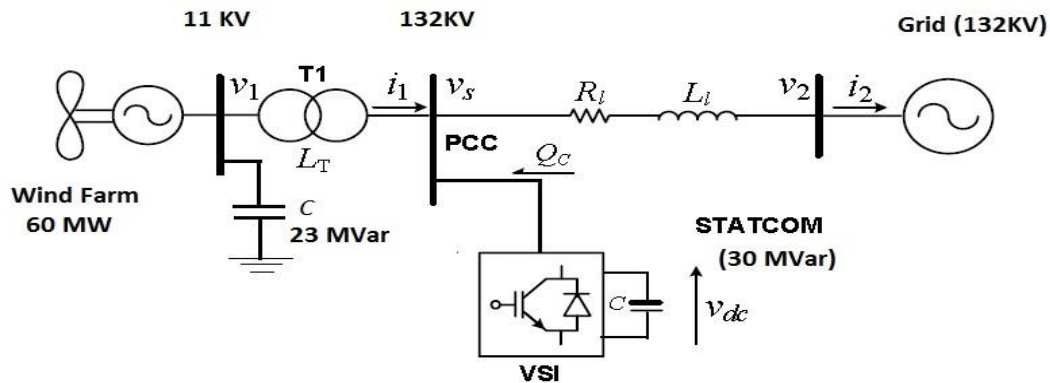 11 KV
132KV
Grid (132KV)
v1
T1
i1
vs
Rl
Ll
v2
i2
LT
PCC
QC
Wind Farm
60 MW
C
23 MVar
STATCOM
(30 MVar)
C
vdc
VSI